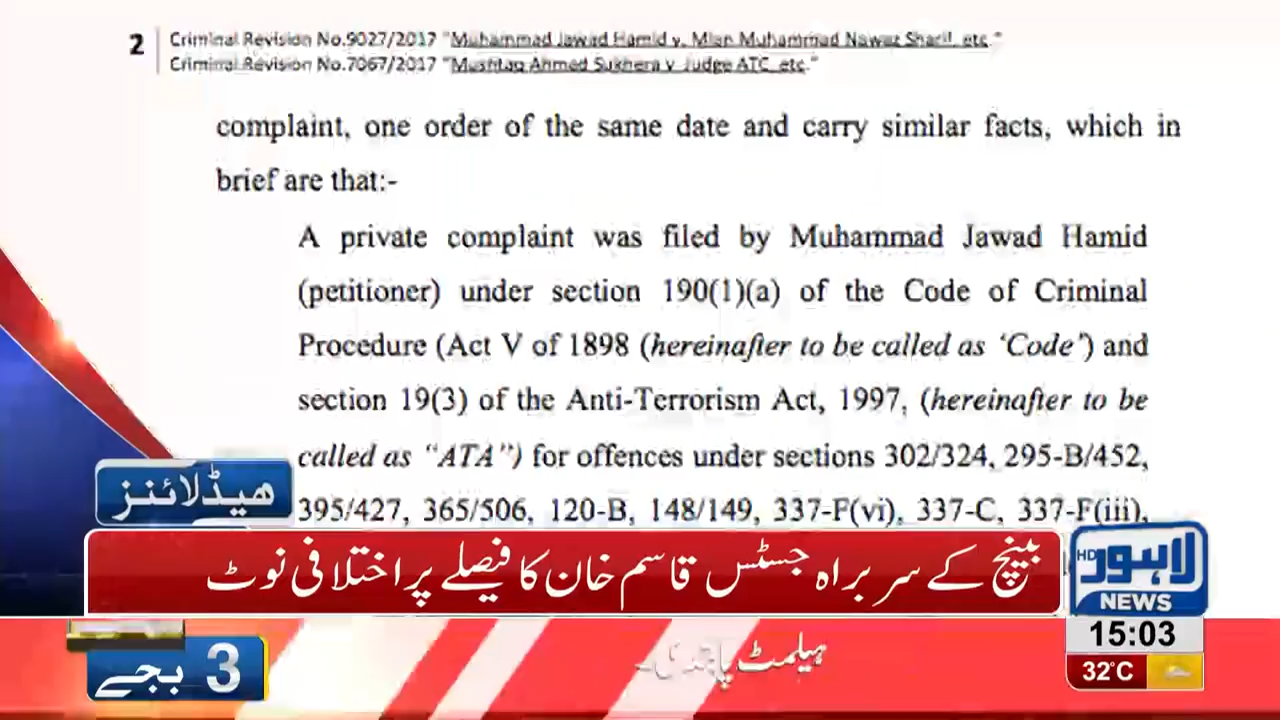 2
Criminal Revision No.9027/2017 "Muhammad Jawad Hamid v. Mian Muhammad Nawaz Sharif, etc."
Criminal Revision No.7067/2017 "Mushtaq Ahmed Sukhera v Judge ATC, etc."
complaint, one order of the same date and carry similar facts, which in
brief are that:-
A private complaint was filed by Muhammad Jawad Hamid
(petitioner) under section 190(1)(a) of the Code of Criminal
Procedure (Act V of 1898 (hereinafter to be called as 'Code') and
section 19(3) of the Anti-Terrorism Act, 1997, (hereinafter to be
called as "ATA") for offences under sections 302/324, 295-B/452,
395/427, 365/506, 120-B, 148/149, 337-F(vi), 337-C, 337-F(iii),
ھیڈلائنز
بینچ کے سربراہ جسٹس قاسم خان کا فیصلے پر اختلافی نوٹ
لاہور HD
NEWS
15:03
32°C
3 بجے
ہیلمٹ